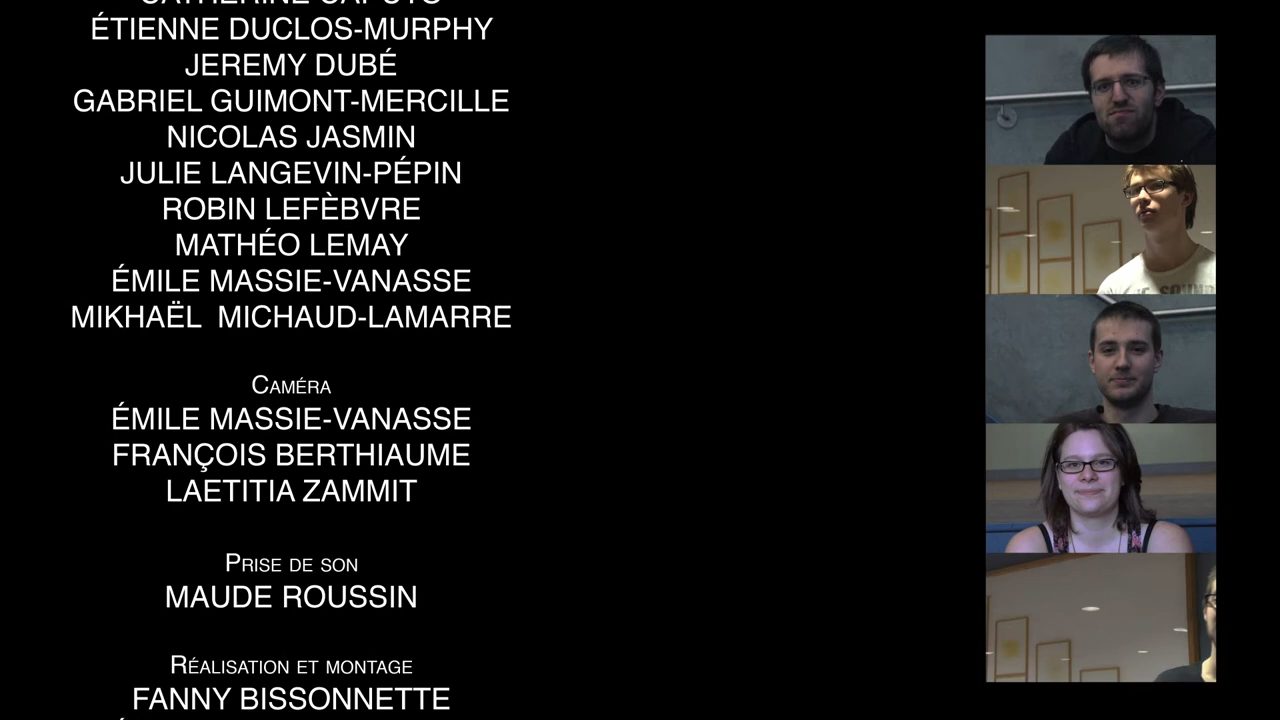 ÉTIENNE DUCLOS-MURPHY
JEREMY DUBÉ
GABRIEL GUIMONT-MERCILLE
NICOLAS JASMIN
JULIE LANGEVIN-PÉPIN
ROBIN LEFÈBVRE
MATHÉO LEMAY
ÉMILE MASSIE-VANASSE
MIKHAËL MICHAUD-LAMARRE
CAMÉRA
ÉMILE MASSIE-VANASSE
FRANÇOIS BERTHIAUME
LAETITIA ZAMMIT
PRISE DE SON
MAUDE ROUSSIN
RÉALISATION ET MONTAGE
FANNY BISSONNETTE